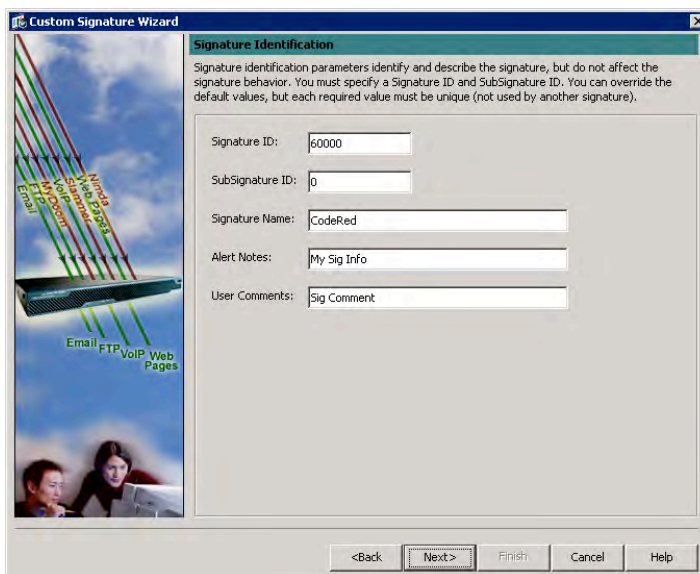 Custom Signature Wizard
Signature Identification
Signature identification parameters identify and describe the signature, but do not affect the
signature behavior. You must specify a Signature ID and SubSignature ID. You can override the
default values, but each required value must be unique (not used by another signature).
Signature ID: 60000
SubSignature ID: 0
Signature Name: CodeRed
Alert Notes: My Sig Info
User Comments: Sig Comment
Nimda
Web Pages
Slammer
VoIP
MyDoom
FTP
Email
Email FTP VoIP Web
Pages
<Back Next> Finish Cancel Help